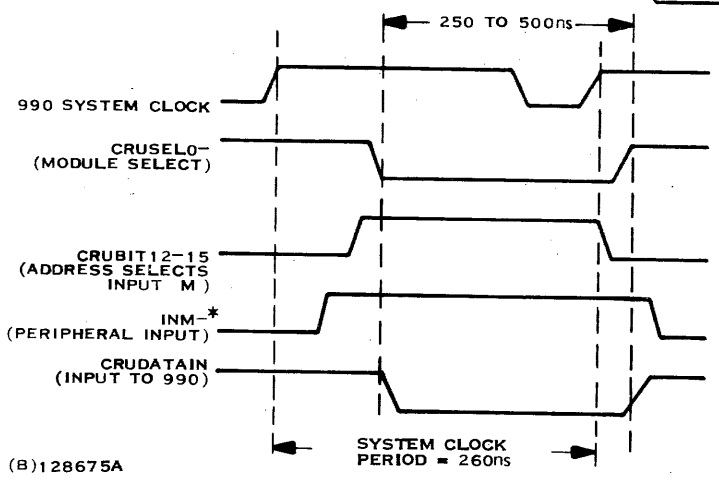 250 TO 500ns
990 SYSTEM CLOCK
CRUSEL0-
(MODULE SELECT)
CRUBIT12-15
(ADDRESS SELECTS
INPUT M)
INM-*
(PERIPHERAL INPUT)
CRUDATAIN
(INPUT TO 990)
SYSTEM CLOCK
PERIOD = 260ns
(B)128675A